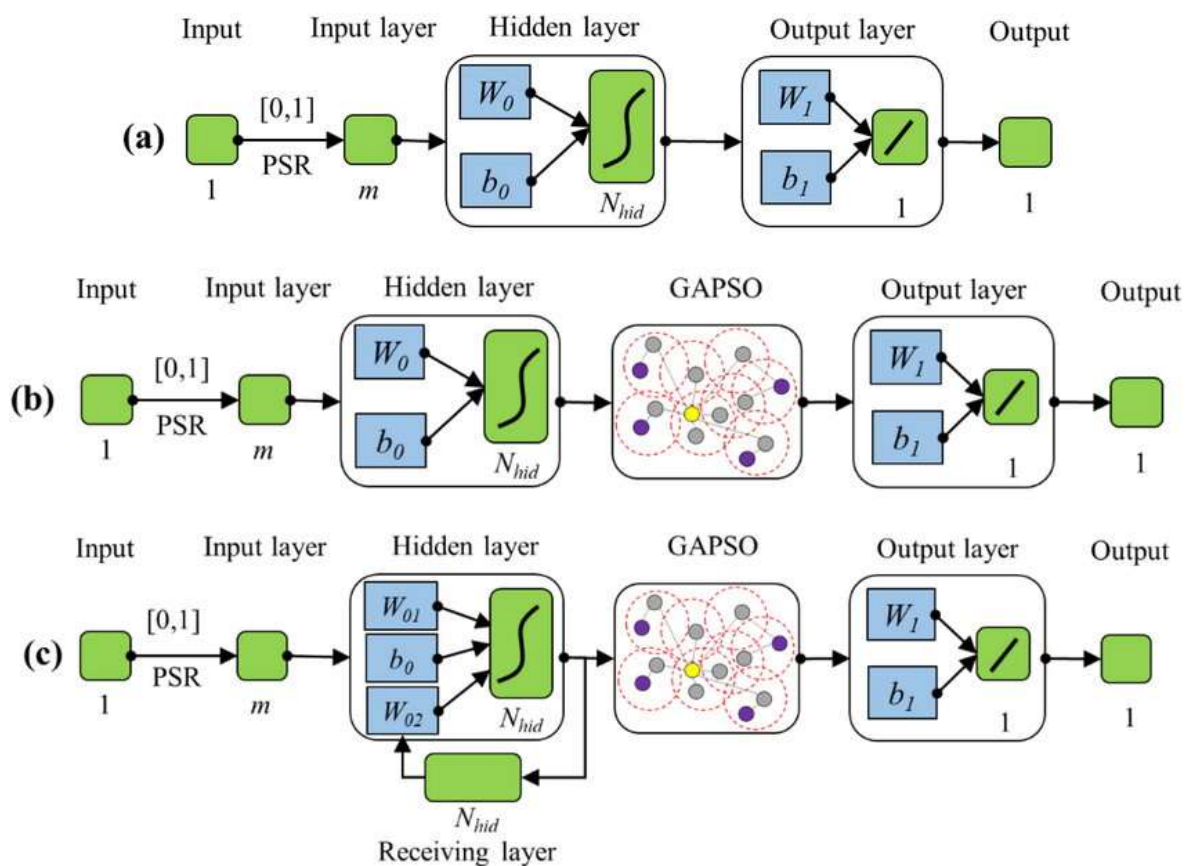 Input Input layer Hidden layer Output layer Output
(a) [0,1] W0 W1
PSR b0 b1
1 m Nhid 1 1
Input Input layer Hidden layer GAPSO Output layer Output
(b) [0,1] W0 W1
PSR b0 b1
1 m Nhid 1 1
Input Input layer Hidden layer GAPSO Output layer Output
(c) [0,1] W01 W1
PSR b0 b1
1 m W02 Nhid 1 1
Nhid
Receiving layer